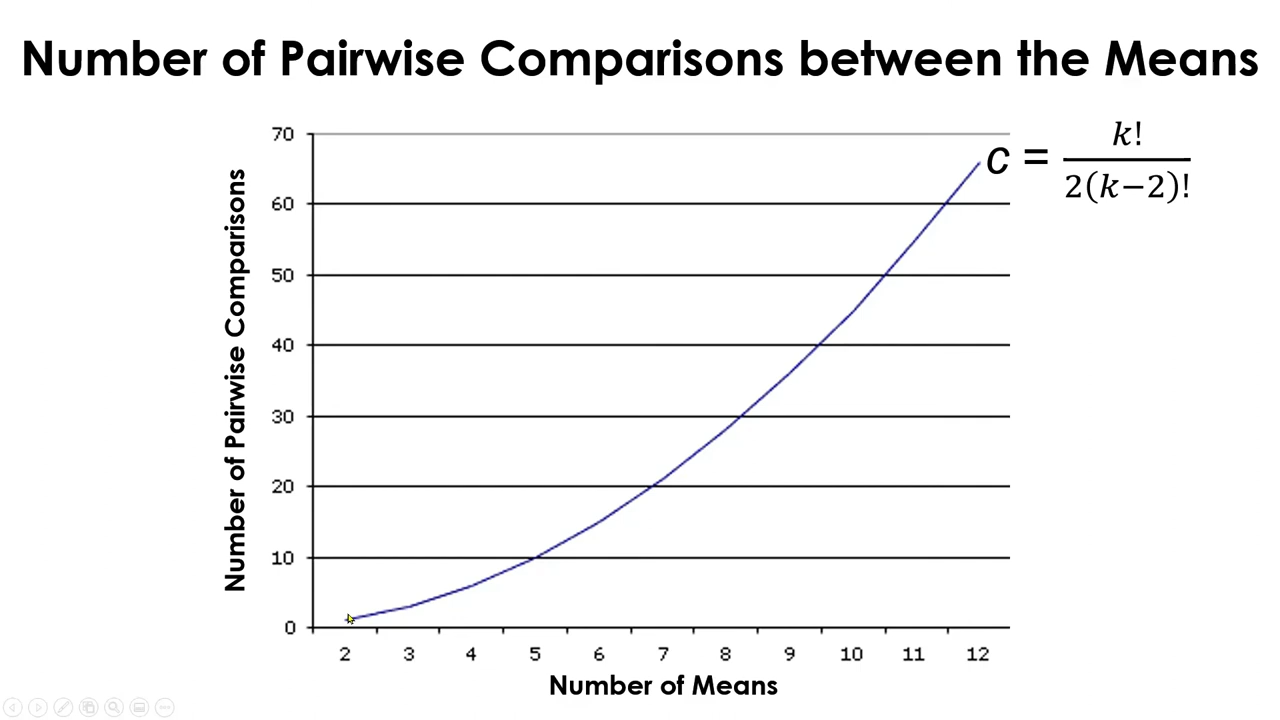 Number of Pairwise Comparisons between the Means
c = k! / 2(k−2)!
Number of Pairwise Comparisons
70
60
50
40
30
20
10
0
2 3 4 5 6 7 8 9 10 11 12
Number of Means